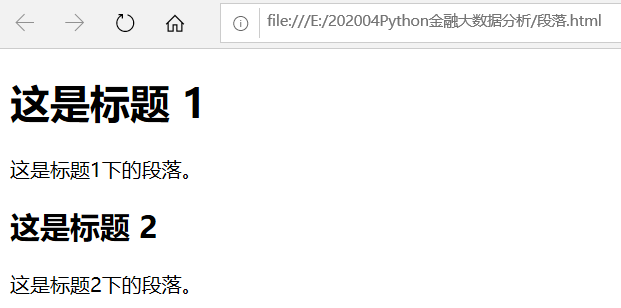 file:///E:/202004Python金融大数据分析/段落.html
这是标题 1
这是标题1下的段落。
这是标题 2
这是标题2下的段落。